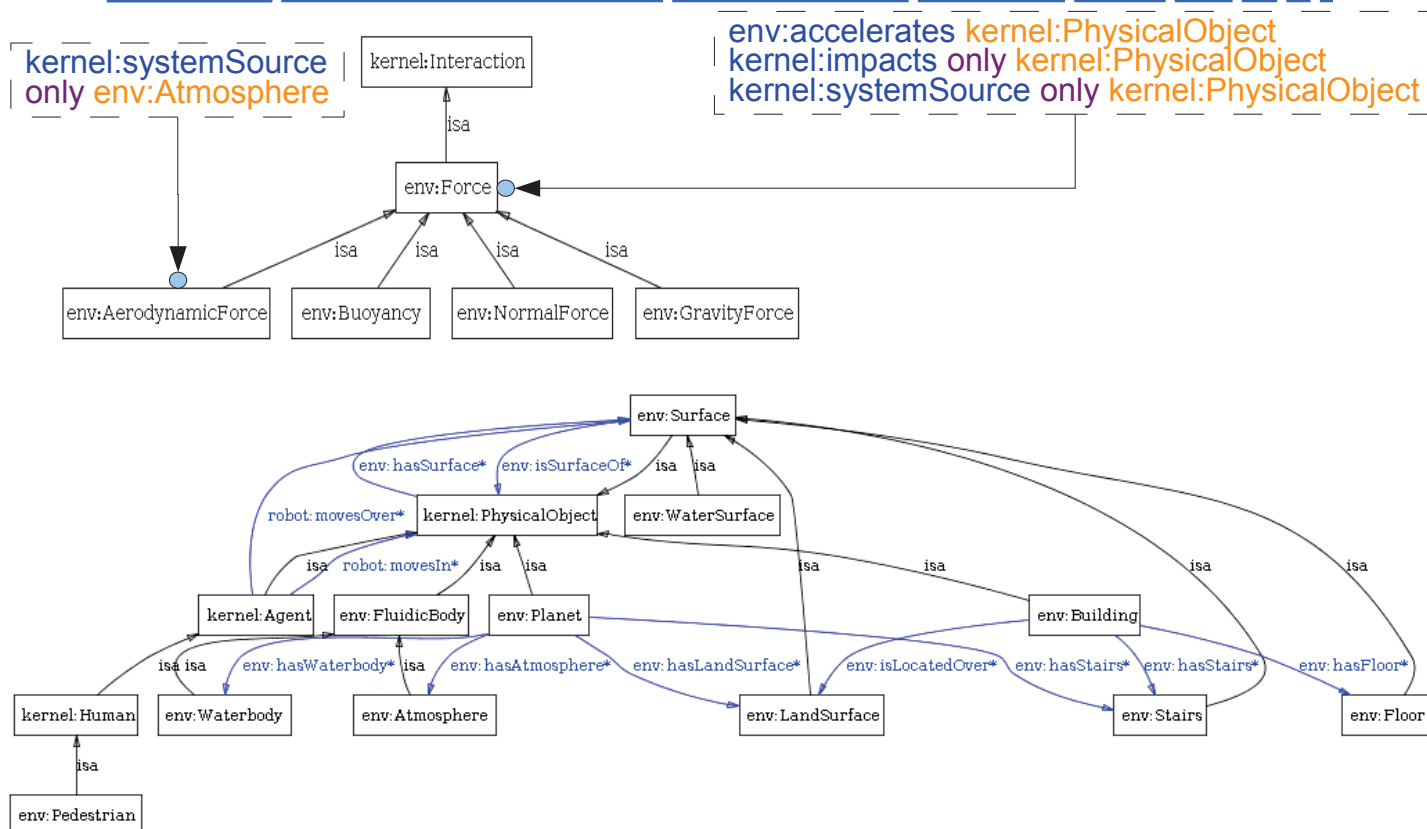 kernel:systemSource
only env:Atmosphere
env:accelerates kernel:PhysicalObject
kernel:impacts only kernel:PhysicalObject
kernel:systemSource only kernel:PhysicalObject
kernel:Interaction
isa
env:Force
isa
isa
isa
isa
env:AerodynamicForce
env:Buoyancy
env:NormalForce
env:GravityForce
env:Surface
env:hasSurface*
env:isSurfaceOf*
isa
isa
robot:movesOver*
kernel:PhysicalObject
env:WaterSurface
isa
robot:movesIn*
isa
isa
isa
isa
isa
isa
kernel:Agent
env:FluidicBody
env:Planet
env:Building
isa
isa
env:hasWaterbody*
isa
env:hasAtmosphere*
env:hasLandSurface*
env:isLocatedOver*
env:hasStairs*
env:hasStairs*
env:hasFloor*
kernel:Human
env:Waterbody
env:Atmosphere
env:LandSurface
env:Stairs
env:Floor
isa
env:Pedestrian